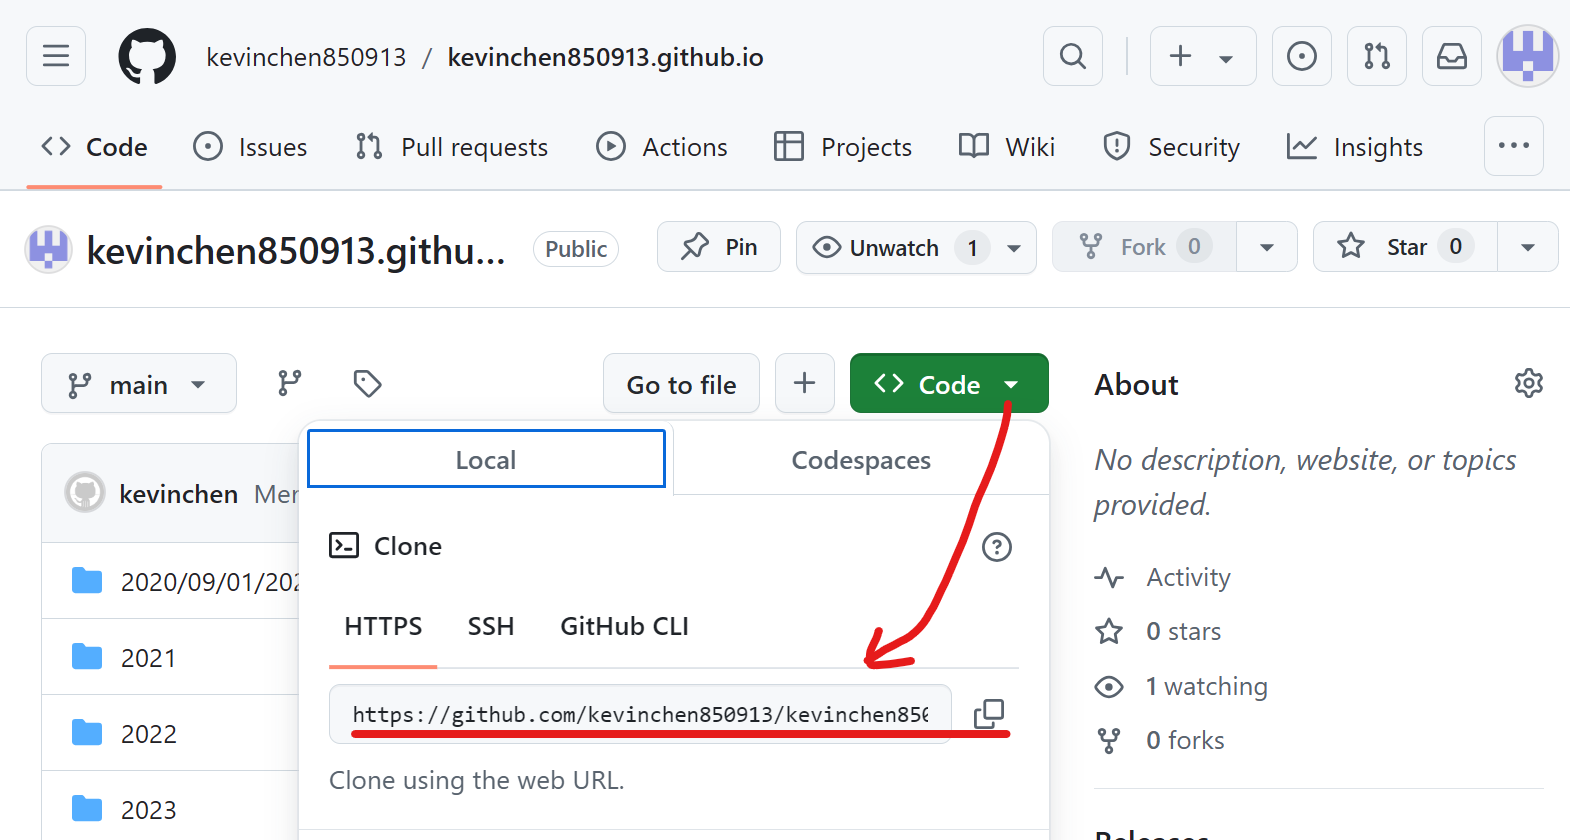 kevinchen850913 / kevinchen850913.github.io
Code Issues Pull requests Actions Projects Wiki Security Insights
kevinchen850913.githu... Public Pin Unwatch 1 Fork 0 Star 0
main Go to file + Code About
Local Codespaces
No description, website, or topics
provided.
kevinchen Mer
Clone
2020/09/01/202
Activity
HTTPS SSH GitHub CLI
0 stars
2021
1 watching
https://github.com/kevinchen850913/kevinchen850
2022
0 forks
Clone using the web URL.
2023
Releases